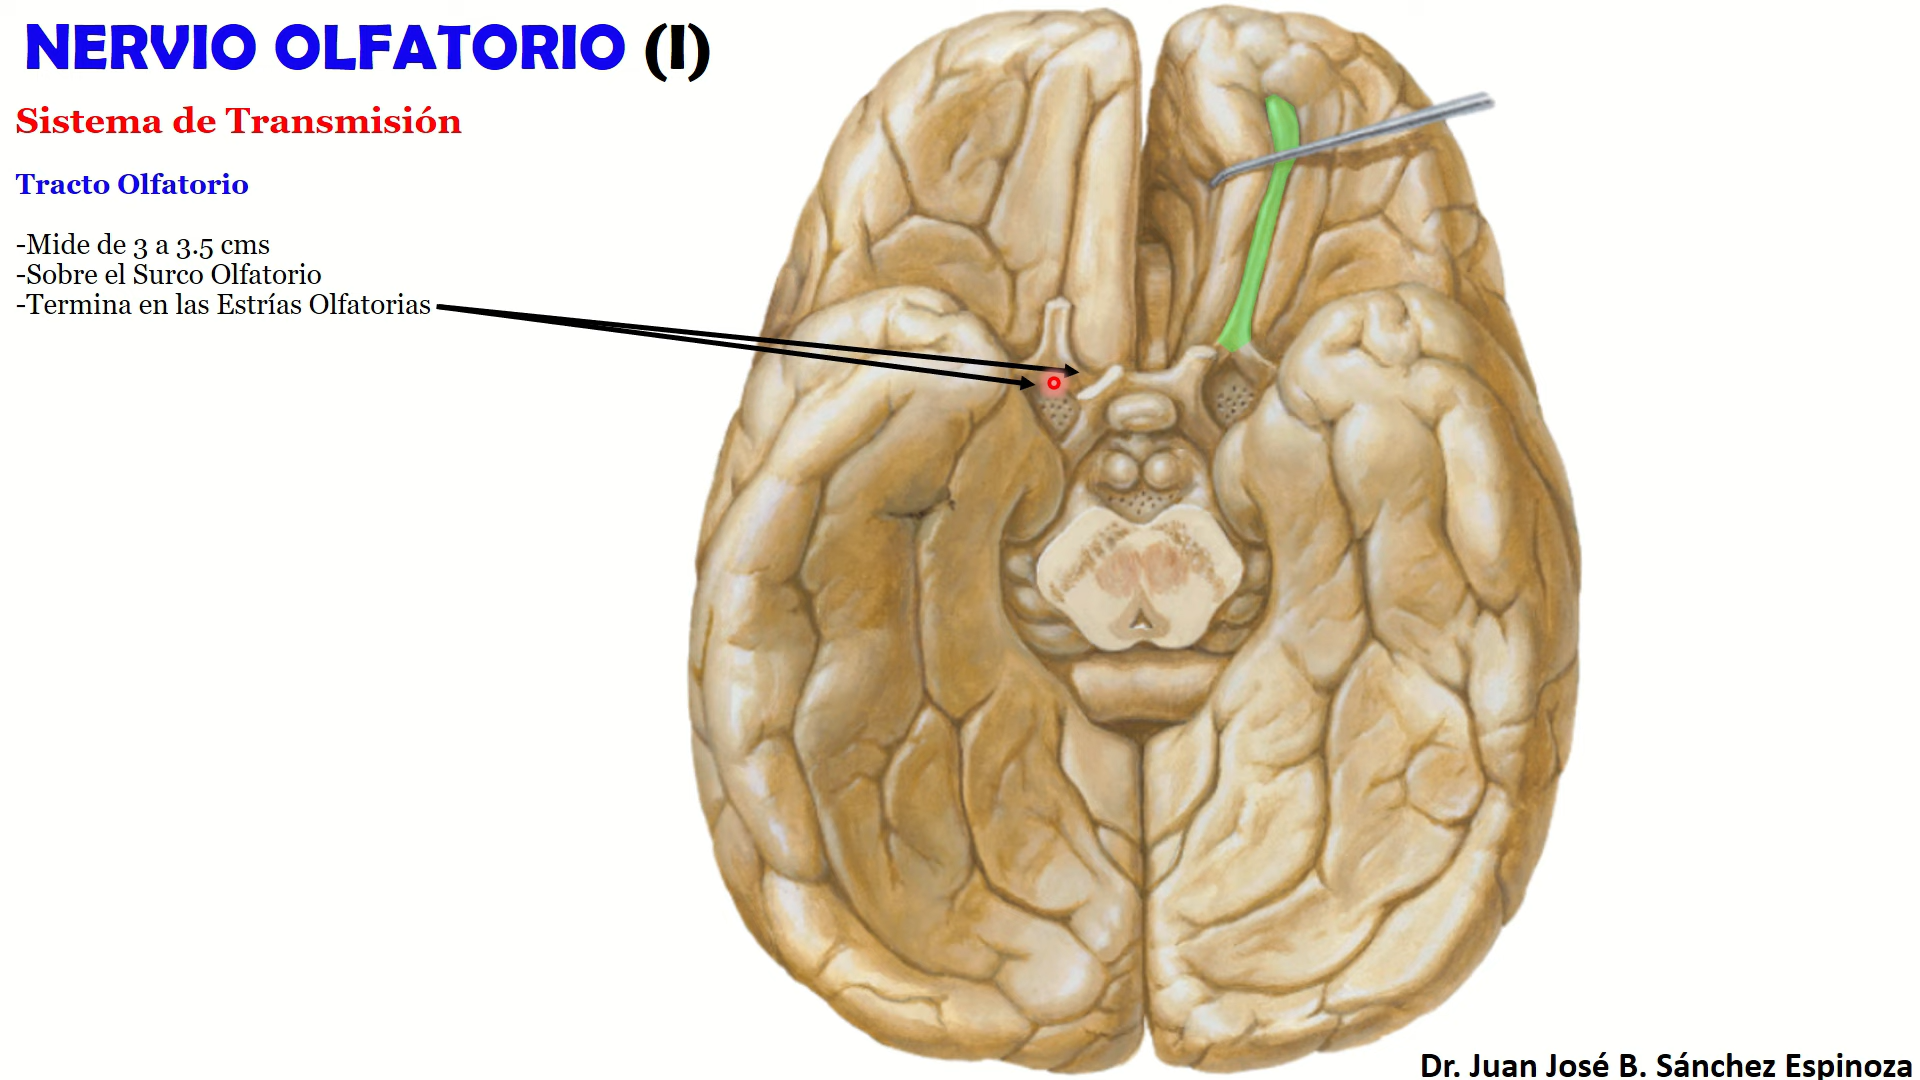 NERVIO OLFATORIO (I)
Sistema de Transmisión
Tracto Olfatorio
-Mide de 3 a 3.5 cms
-Sobre el Surco Olfatorio
-Termina en las Estrías Olfatorias
Dr. Juan José B. Sánchez Espinoza